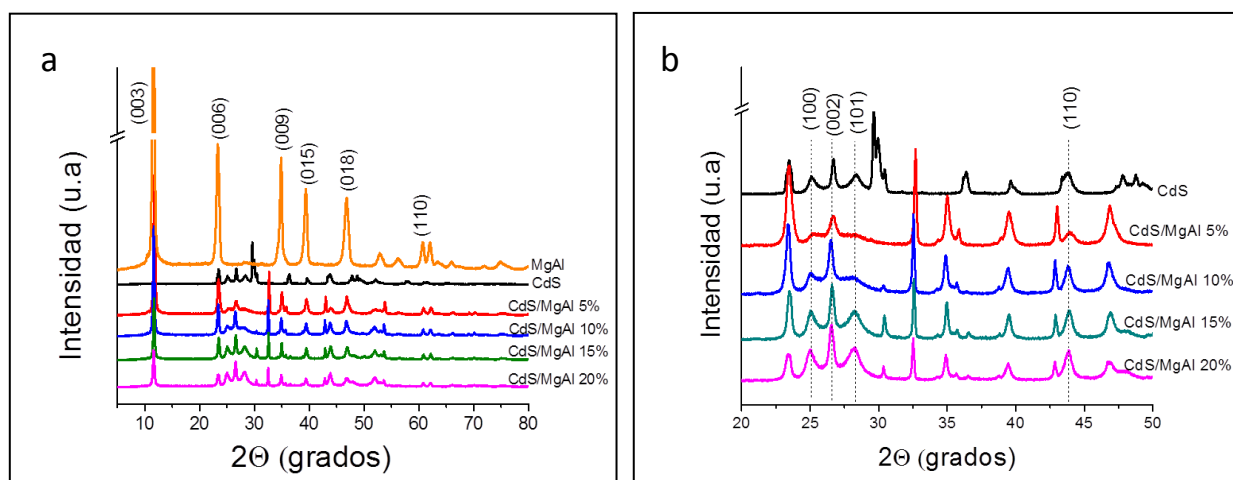 a
(003)
(006)
(009)
(015)
(018)
(110)
MgAl
CdS
CdS/MgAl 5%
CdS/MgAl 10%
CdS/MgAl 15%
CdS/MgAl 20%
Intensidad (u.a)
10 20 30 40 50 60 70 80
2Θ (grados)
b
(100)
(002)
(101)
(110)
CdS
CdS/MgAl 5%
CdS/MgAl 10%
CdS/MgAl 15%
CdS/MgAl 20%
Intensidad (u.a)
20 25 30 35 40 45 50
2Θ (grados)